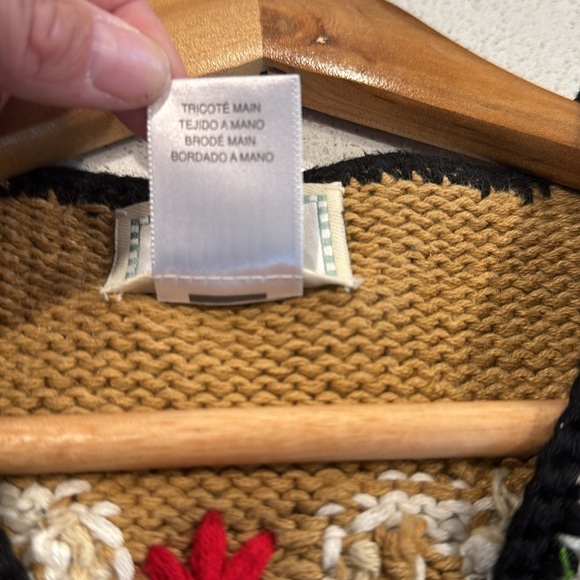 TRICOTÉ MAIN
TEJIDO A MANO
BRODÉ MAIN
BORDADO A MANO